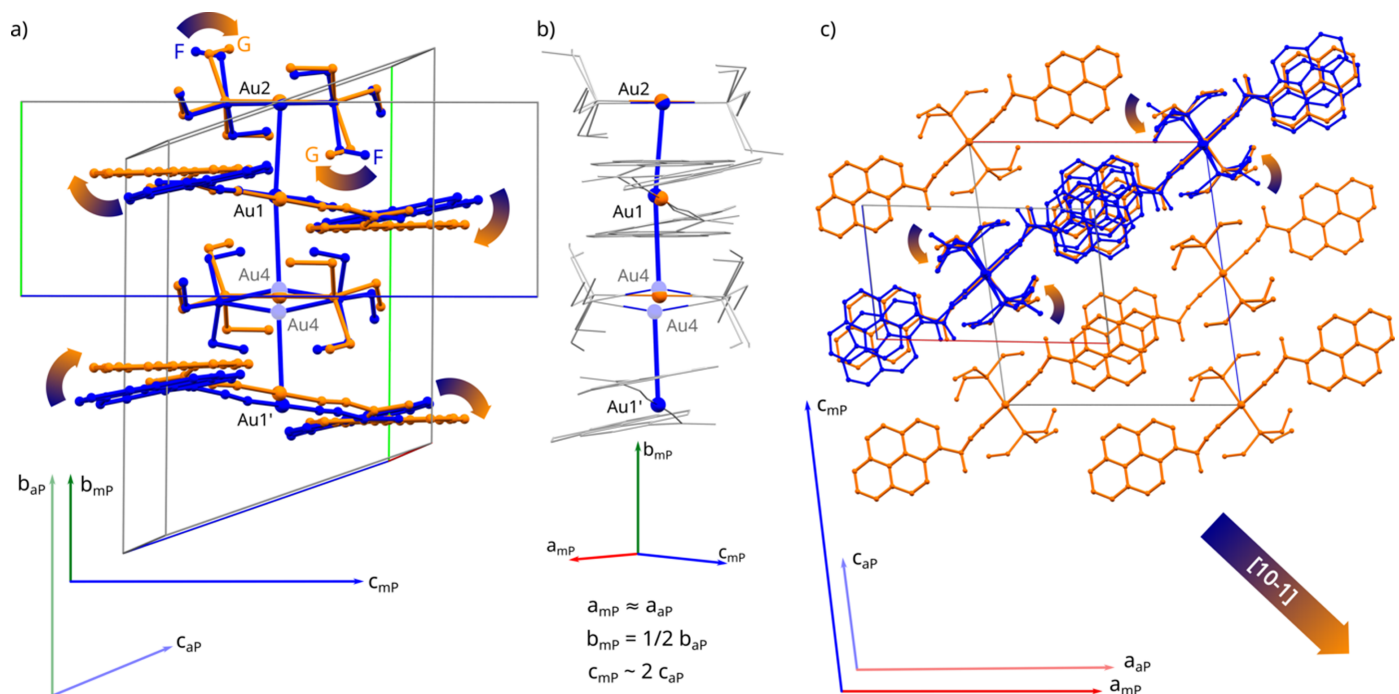 a)
F
G
Au2
G
F
Au1
Au4
Au4
Au1'
b_aP
b_mP
c_mP
c_aP
b)
Au2
Au1
Au4
Au4
Au1'
b_mP
a_mP
c_mP
a_mP ≈ a_aP
b_mP = 1/2 b_aP
c_mP ~ 2 c_aP
c)
c_mP
c_aP
[10-1]
a_aP
a_mP